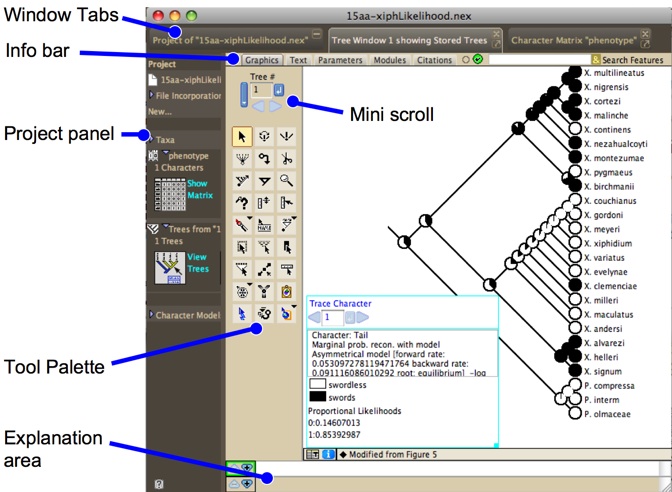 Window Tabs
Info bar
Project panel
Tool Palette
Explanation
area
Mini scroll
15aa-xiphLikelihood.nex
Project of "15aa-xiphLikelihood.nex"
Tree Window 1 showing Stored Trees
Character Matrix "phenotype"
Graphics Text Parameters Modules Citations
& Search Features
Project
15aa-xiphLikeli
File Incorporation
New...
Taxa
"phenotype
1 Characters
Show
Matrix
"Trees from "1
1 Trees
View
Trees
Character Model
Tree #
1
X. multilineatus
X. nigrensis
X. cortezi
X. malinche
X. continens
X. nezahualcoyti
X. montezumae
X. pygmaeus
X. birchmanii
X. couchianus
X. gordoni
X. meyeri
X. xiphidium
X. variatus
X. evelynae
X. clemenciae
X. milleri
X. maculatus
X. andersi
X. alvarezi
X. helleri
X. signum
P. compressa
P. interm
P. olmaceae
Trace Character
1
Character: Tail
Marginal prob. recon. with model
Asymmetrical model [forward rate:
0.053097278119471764 backward rate:
0.091116086010292 root: equilibrium] -log
swordless
swords
Proportional Likelihoods
0:0.14607013
1:0.85392987
Modified from Figure 5